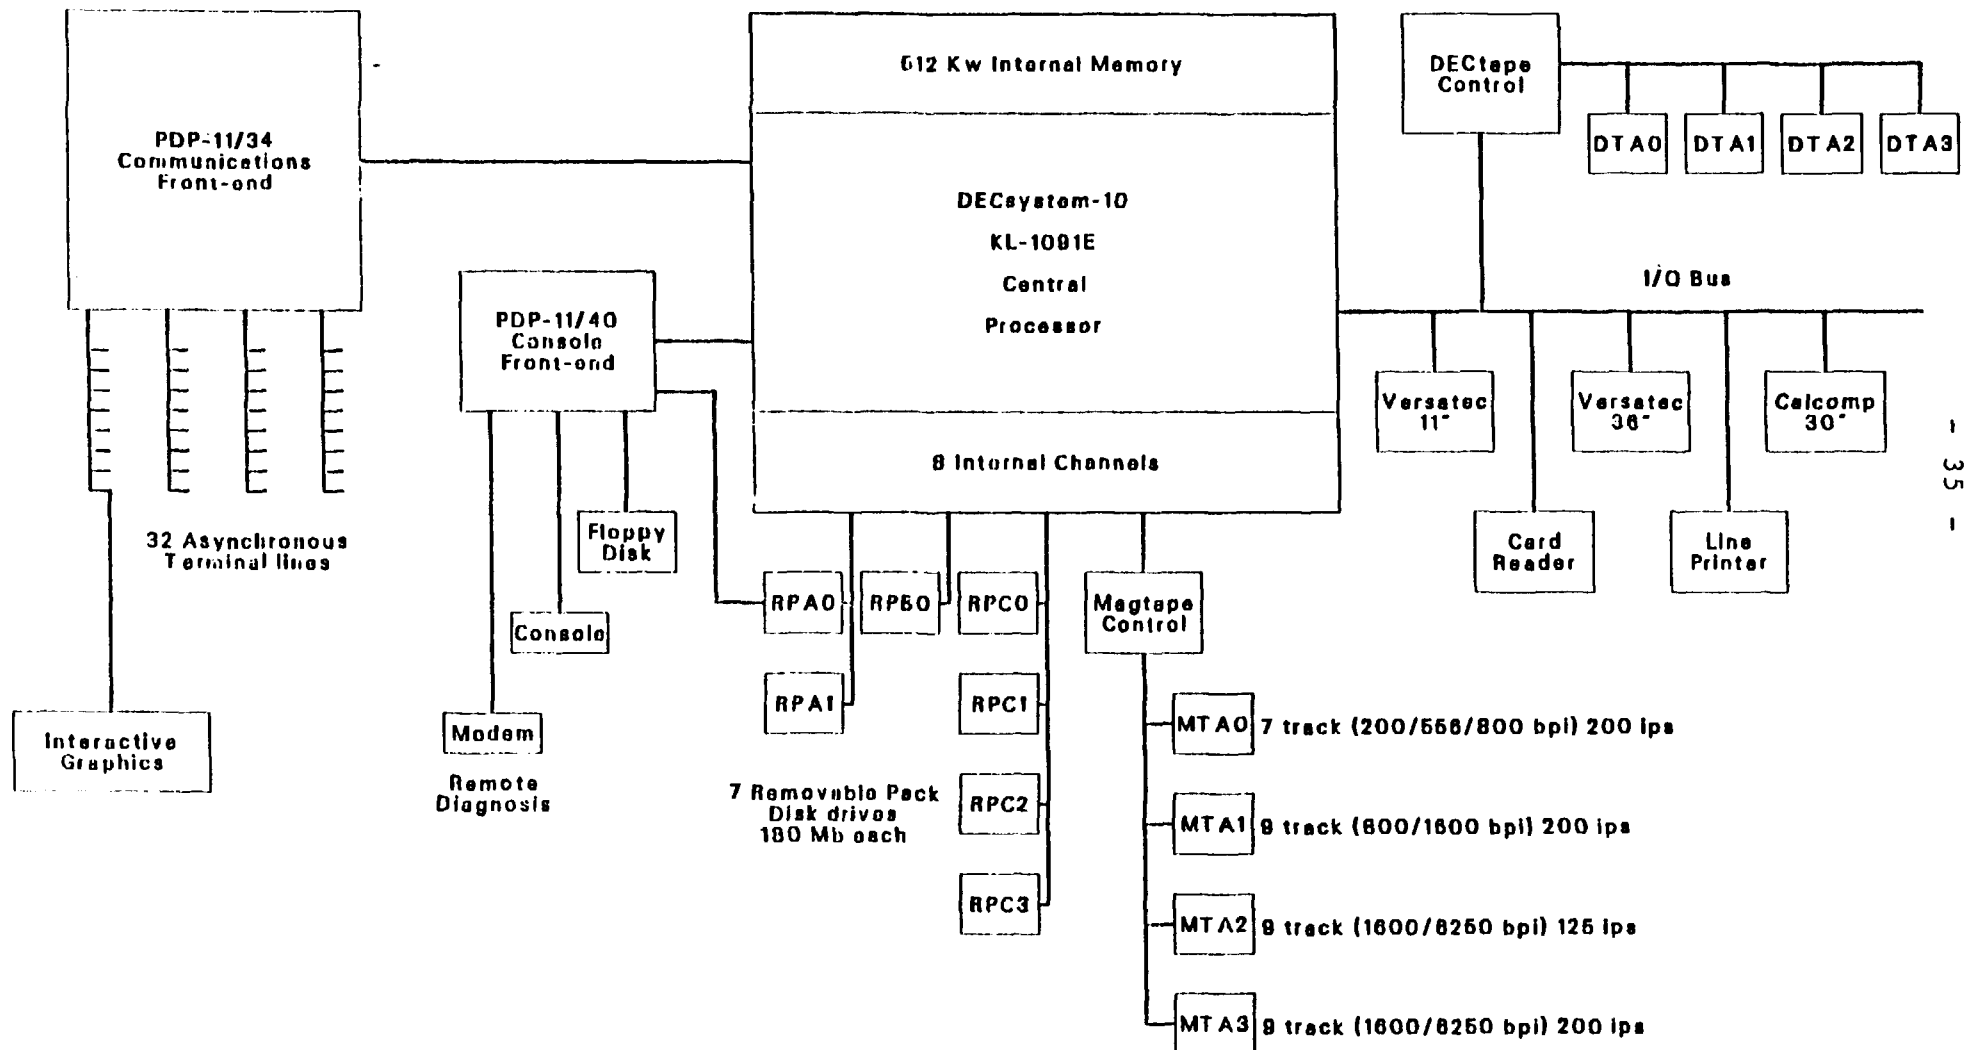 512 Kw Internal Memory
DECsystem-10
KL-1091E
Central
Processor
8 Internal Channels
PDP-11/34
Communications
Front-end
32 Asynchronous
Terminal lines
Interactive
Graphics
PDP-11/40
Console
Front-end
Floppy
Disk
Console
Modem
Remote
Diagnosis
RPA0
RPB0
RPC0
RPA1
RPC1
RPC2
RPC3
7 Removable Pack
Disk drives
180 Mb each
Magtape
Control
MTA0 7 track (200/556/800 bpi) 200 ips
MTA1 9 track (800/1600 bpi) 200 ips
MTA2 9 track (1600/6250 bpi) 125 ips
MTA3 9 track (1600/6250 bpi) 200 ips
DECtape
Control
DTA0
DTA1
DTA2
DTA3
I/O Bus
Versatec
11"
Versatec
36"
Calcomp
30"
Card
Reader
Line
Printer
- 35 -